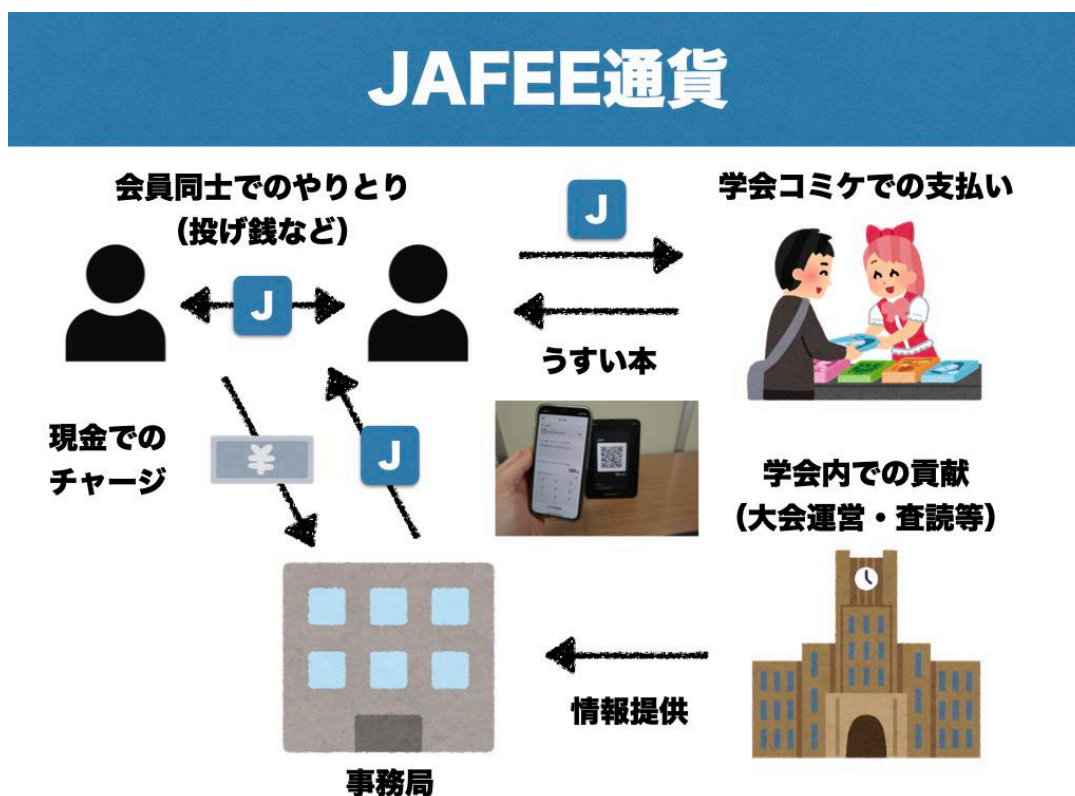 JAFEE通貨
会員同士でのやりとり
（投げ銭など）
J
J
学会コミケでの支払い
うすい本
現金での
チャージ
¥
J
学会内での貢献
（大会運営・査読等）
情報提供
事務局